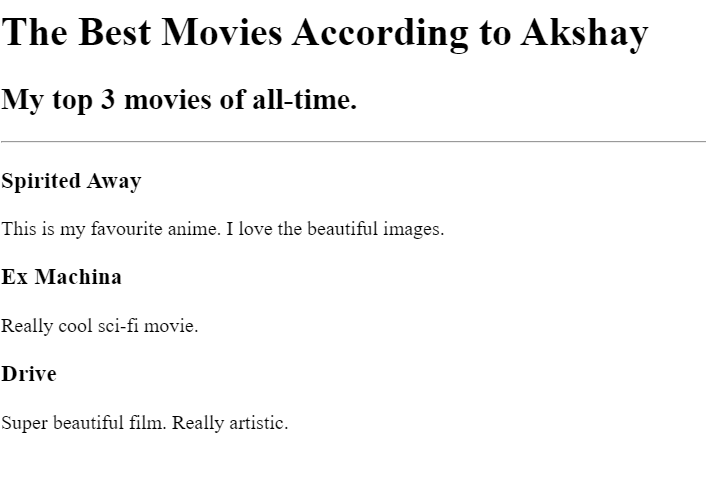 The Best Movies According to Akshay
My top 3 movies of all-time.
Spirited Away
This is my favourite anime. I love the beautiful images.
Ex Machina
Really cool sci-fi movie.
Drive
Super beautiful film. Really artistic.